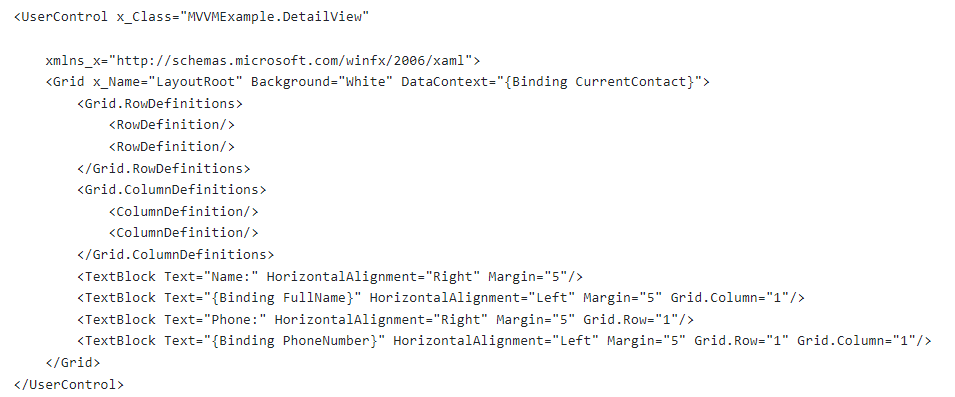 <UserControl x_Class="MVVMExample.DetailView"
xmlns_x="http://schemas.microsoft.com/winfx/2006/xaml">
<Grid x_Name="LayoutRoot" Background="White" DataContext="{Binding CurrentContact}">
<Grid.RowDefinitions>
<RowDefinition/>
<RowDefinition/>
</Grid.RowDefinitions>
<Grid.ColumnDefinitions>
<ColumnDefinition/>
<ColumnDefinition/>
</Grid.ColumnDefinitions>
<TextBlock Text="Name:" HorizontalAlignment="Right" Margin="5"/>
<TextBlock Text="{Binding FullName}" HorizontalAlignment="Left" Margin="5" Grid.Column="1"/>
<TextBlock Text="Phone:" HorizontalAlignment="Right" Margin="5" Grid.Row="1"/>
<TextBlock Text="{Binding PhoneNumber}" HorizontalAlignment="Left" Margin="5" Grid.Row="1" Grid.Column="1"/>
</Grid>
</UserControl>